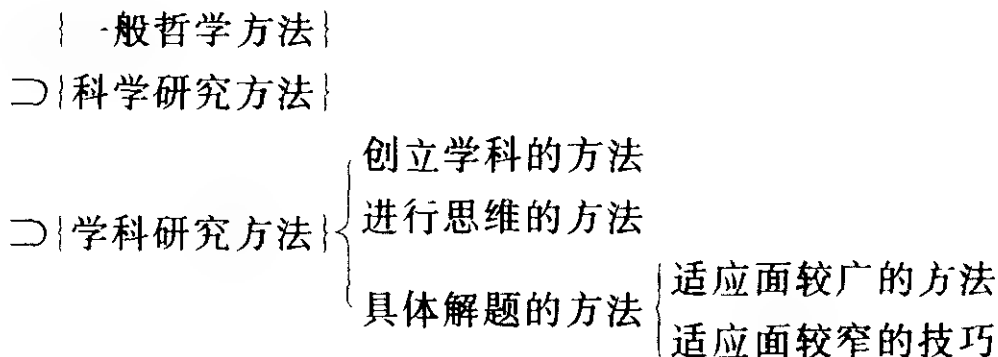 {一般哲学方法}
⊃{科学研究方法}
创立学科的方法
⊃{学科研究方法}{进行思维的方法
具体解题的方法{适应面较广的方法
适应面较窄的技巧